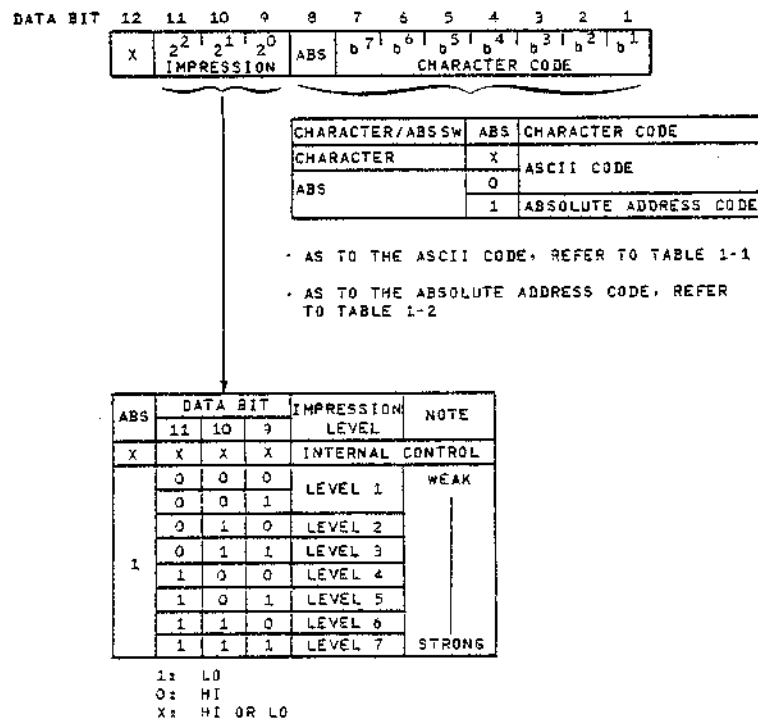 DATA BIT 12 11 10 9 8 7 6 5 4 3 2 1
X 2² 2¹ 2⁰ ABS b⁷ b⁶ b⁵ b⁴ b³ b² b¹
IMPRESSION CHARACTER CODE
CHARACTER/ABS SW ABS CHARACTER CODE
CHARACTER X ASCII CODE
ABS 0
1 ABSOLUTE ADDRESS CODE
· AS TO THE ASCII CODE, REFER TO TABLE 1-1
· AS TO THE ABSOLUTE ADDRESS CODE, REFER
TO TABLE 1-2
ABS DATA BIT IMPRESSION LEVEL NOTE
11 10 9
X X X X INTERNAL CONTROL
1 0 0 0 LEVEL 1 WEAK
0 0 1
0 1 0 LEVEL 2
0 1 1 LEVEL 3
1 0 0 LEVEL 4
1 0 1 LEVEL 5
1 1 0 LEVEL 6
1 1 1 LEVEL 7 STRONG
1: LO
0: HI
X: HI OR LO